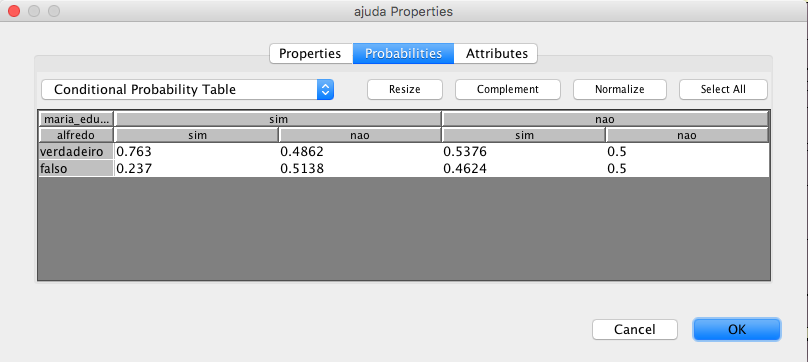 ajuda Properties
Properties Probabilities Attributes
Conditional Probability Table Resize Complement Normalize Select All
maria_edu... sim nao
alfredo sim nao sim nao
verdadeiro 0.763 0.4862 0.5376 0.5
falso 0.237 0.5138 0.4624 0.5
Cancel OK